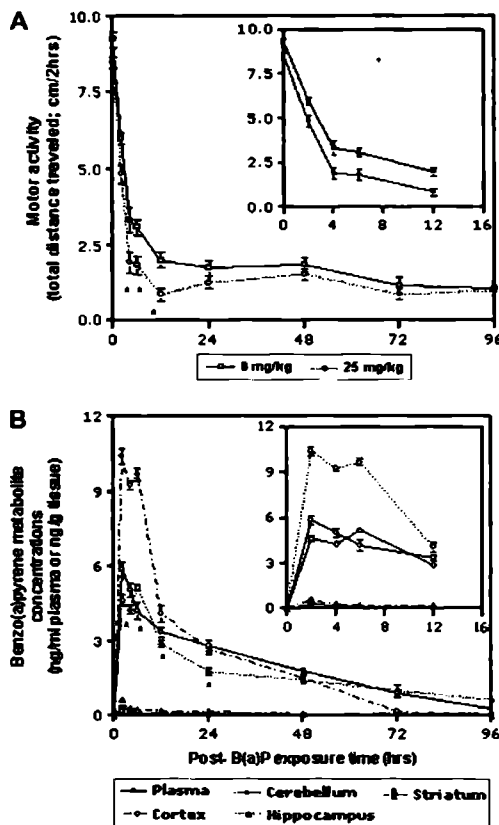 A
Motor activity
(total distance traveled; cm/2hrs)
10.0
7.5
5.0
2.5
0.0
0 24 48 72 96
10.0
7.5
5.0
2.5
0.0
0 4 8 12 16
8 mg/kg 25 mg/kg
B
Benzo(a)pyrene metabolite
concentrations
(ng/ml plasma or ng/g tissue)
12
9
6
3
0
0 24 48 72 96
12
9
6
3
0
0 4 8 12 16
Post- B(a)P exposure time (hrs)
Plasma Cerebellum Striatum
Cortex Hippocampus